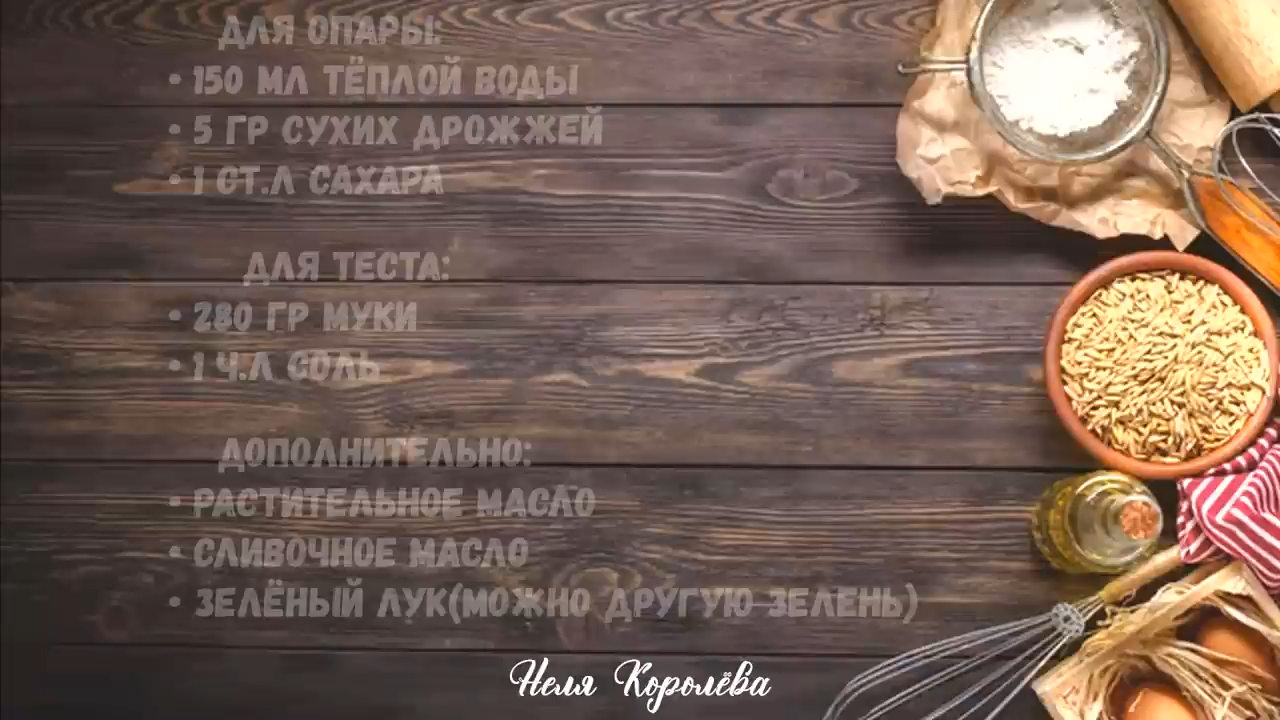 ДЛЯ ОПАРЫ:
• 150 МЛ ТЁПЛОЙ ВОДЫ
• 5 ГР СУХИХ ДРОЖЖЕЙ
• 1 СТ.Л САХАРА
ДЛЯ ТЕСТА:
• 280 ГР МУКИ
• 1 Ч.Л СОЛЬ
ДОПОЛНИТЕЛЬНО:
• РАСТИТЕЛЬНОЕ МАСЛО
• СЛИВОЧНОЕ МАСЛО
• ЗЕЛЁНЫЙ ЛУК(МОЖНО ДРУГУЮ ЗЕЛЕНЬ)
Неля Королёва